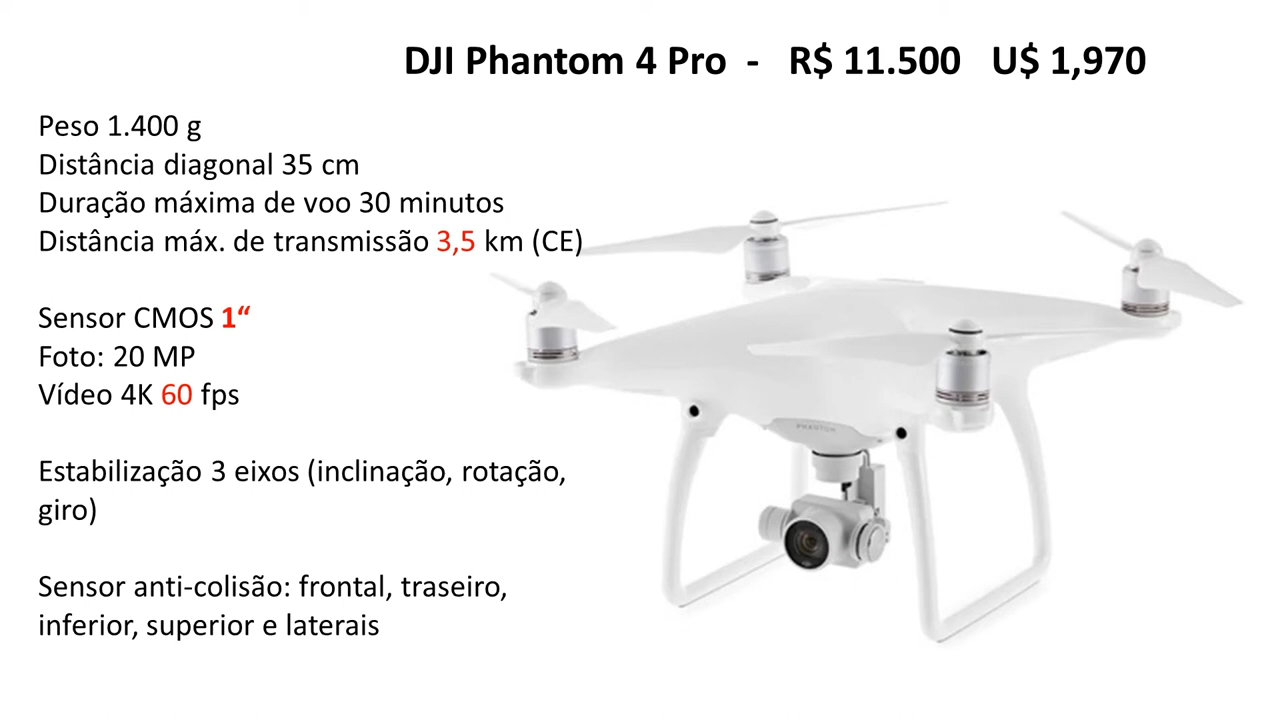 DJI Phantom 4 Pro - R$ 11.500 U$ 1,970
Peso 1.400 g
Distância diagonal 35 cm
Duração máxima de voo 30 minutos
Distância máx. de transmissão 3,5 km (CE)
Sensor CMOS 1“
Foto: 20 MP
Vídeo 4K 60 fps
Estabilização 3 eixos (inclinação, rotação,
giro)
Sensor anti-colisão: frontal, traseiro,
inferior, superior e laterais
PHANTOM